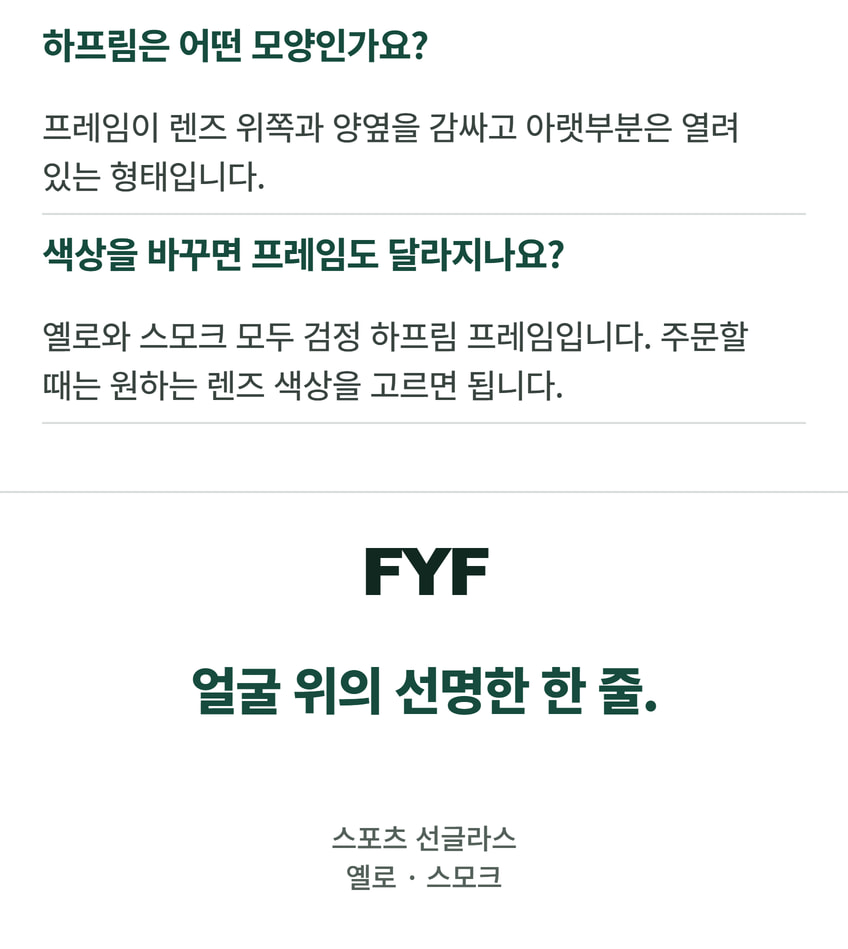 하프림은 어떤 모양인가요?
프레임이 렌즈 위쪽과 양옆을 감싸고 아랫부분은 열려
있는 형태입니다.
색상을 바꾸면 프레임도 달라지나요?
옐로와 스모크 모두 검정 하프림 프레임입니다. 주문할
때는 원하는 렌즈 색상을 고르면 됩니다.
FYF
얼굴 위의 선명한 한 줄.
스포츠 선글라스
옐로 · 스모크